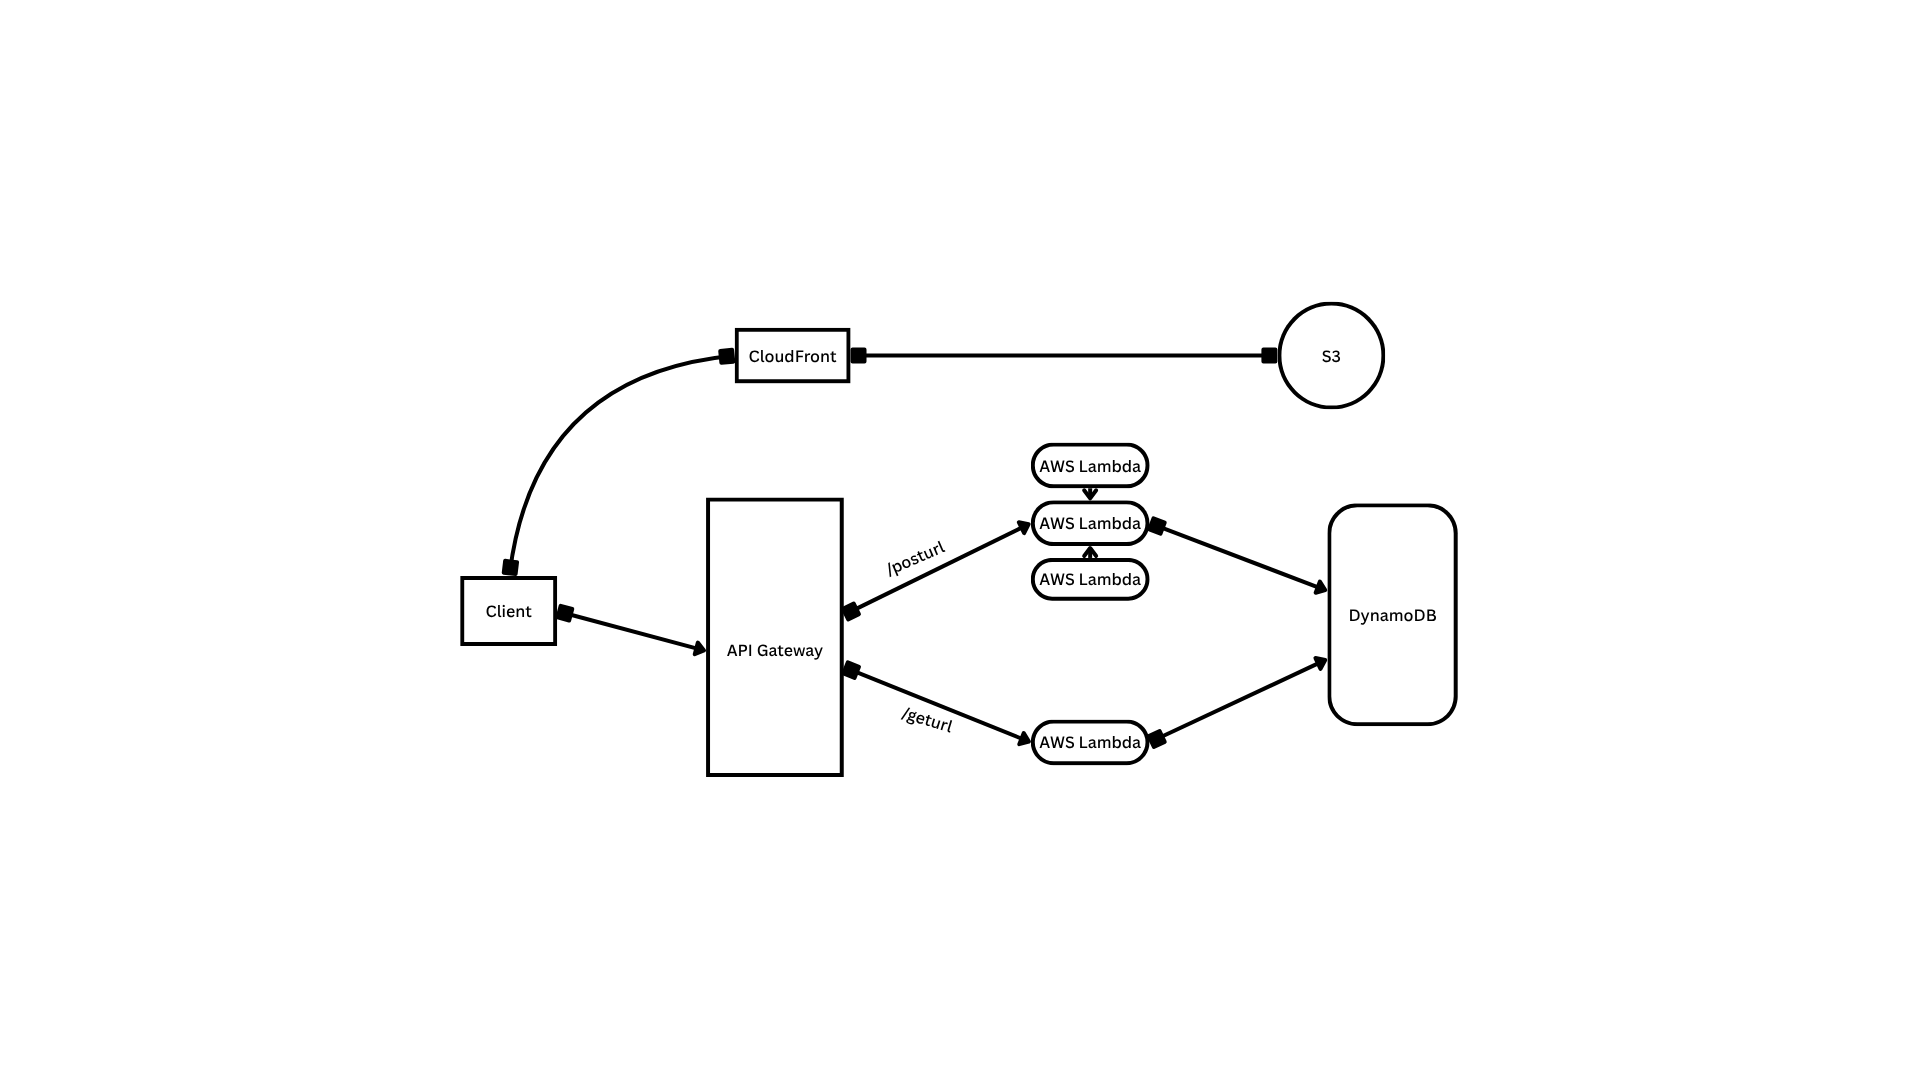 CloudFront
S3
AWS Lambda
AWS Lambda
/posturl
AWS Lambda
Client
DynamoDB
API Gateway
/geturl
AWS Lambda